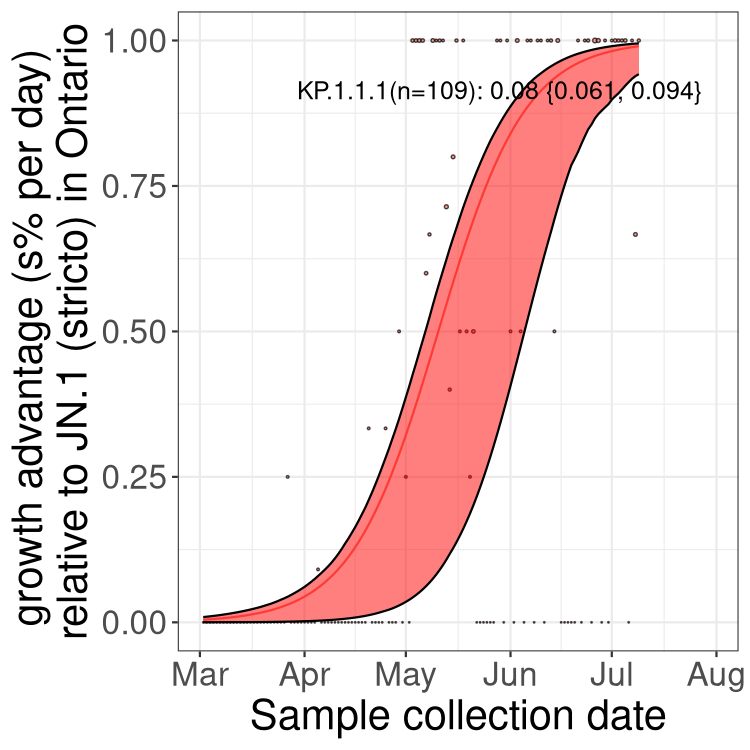 growth advantage (s% per day)
relative to JN.1 (stricto) in Ontario
1.00
0.75
0.50
0.25
0.00
KP.1.1.1(n=109): 0.08 {0.061, 0.094}
Mar Apr May Jun Jul Aug
Sample collection date